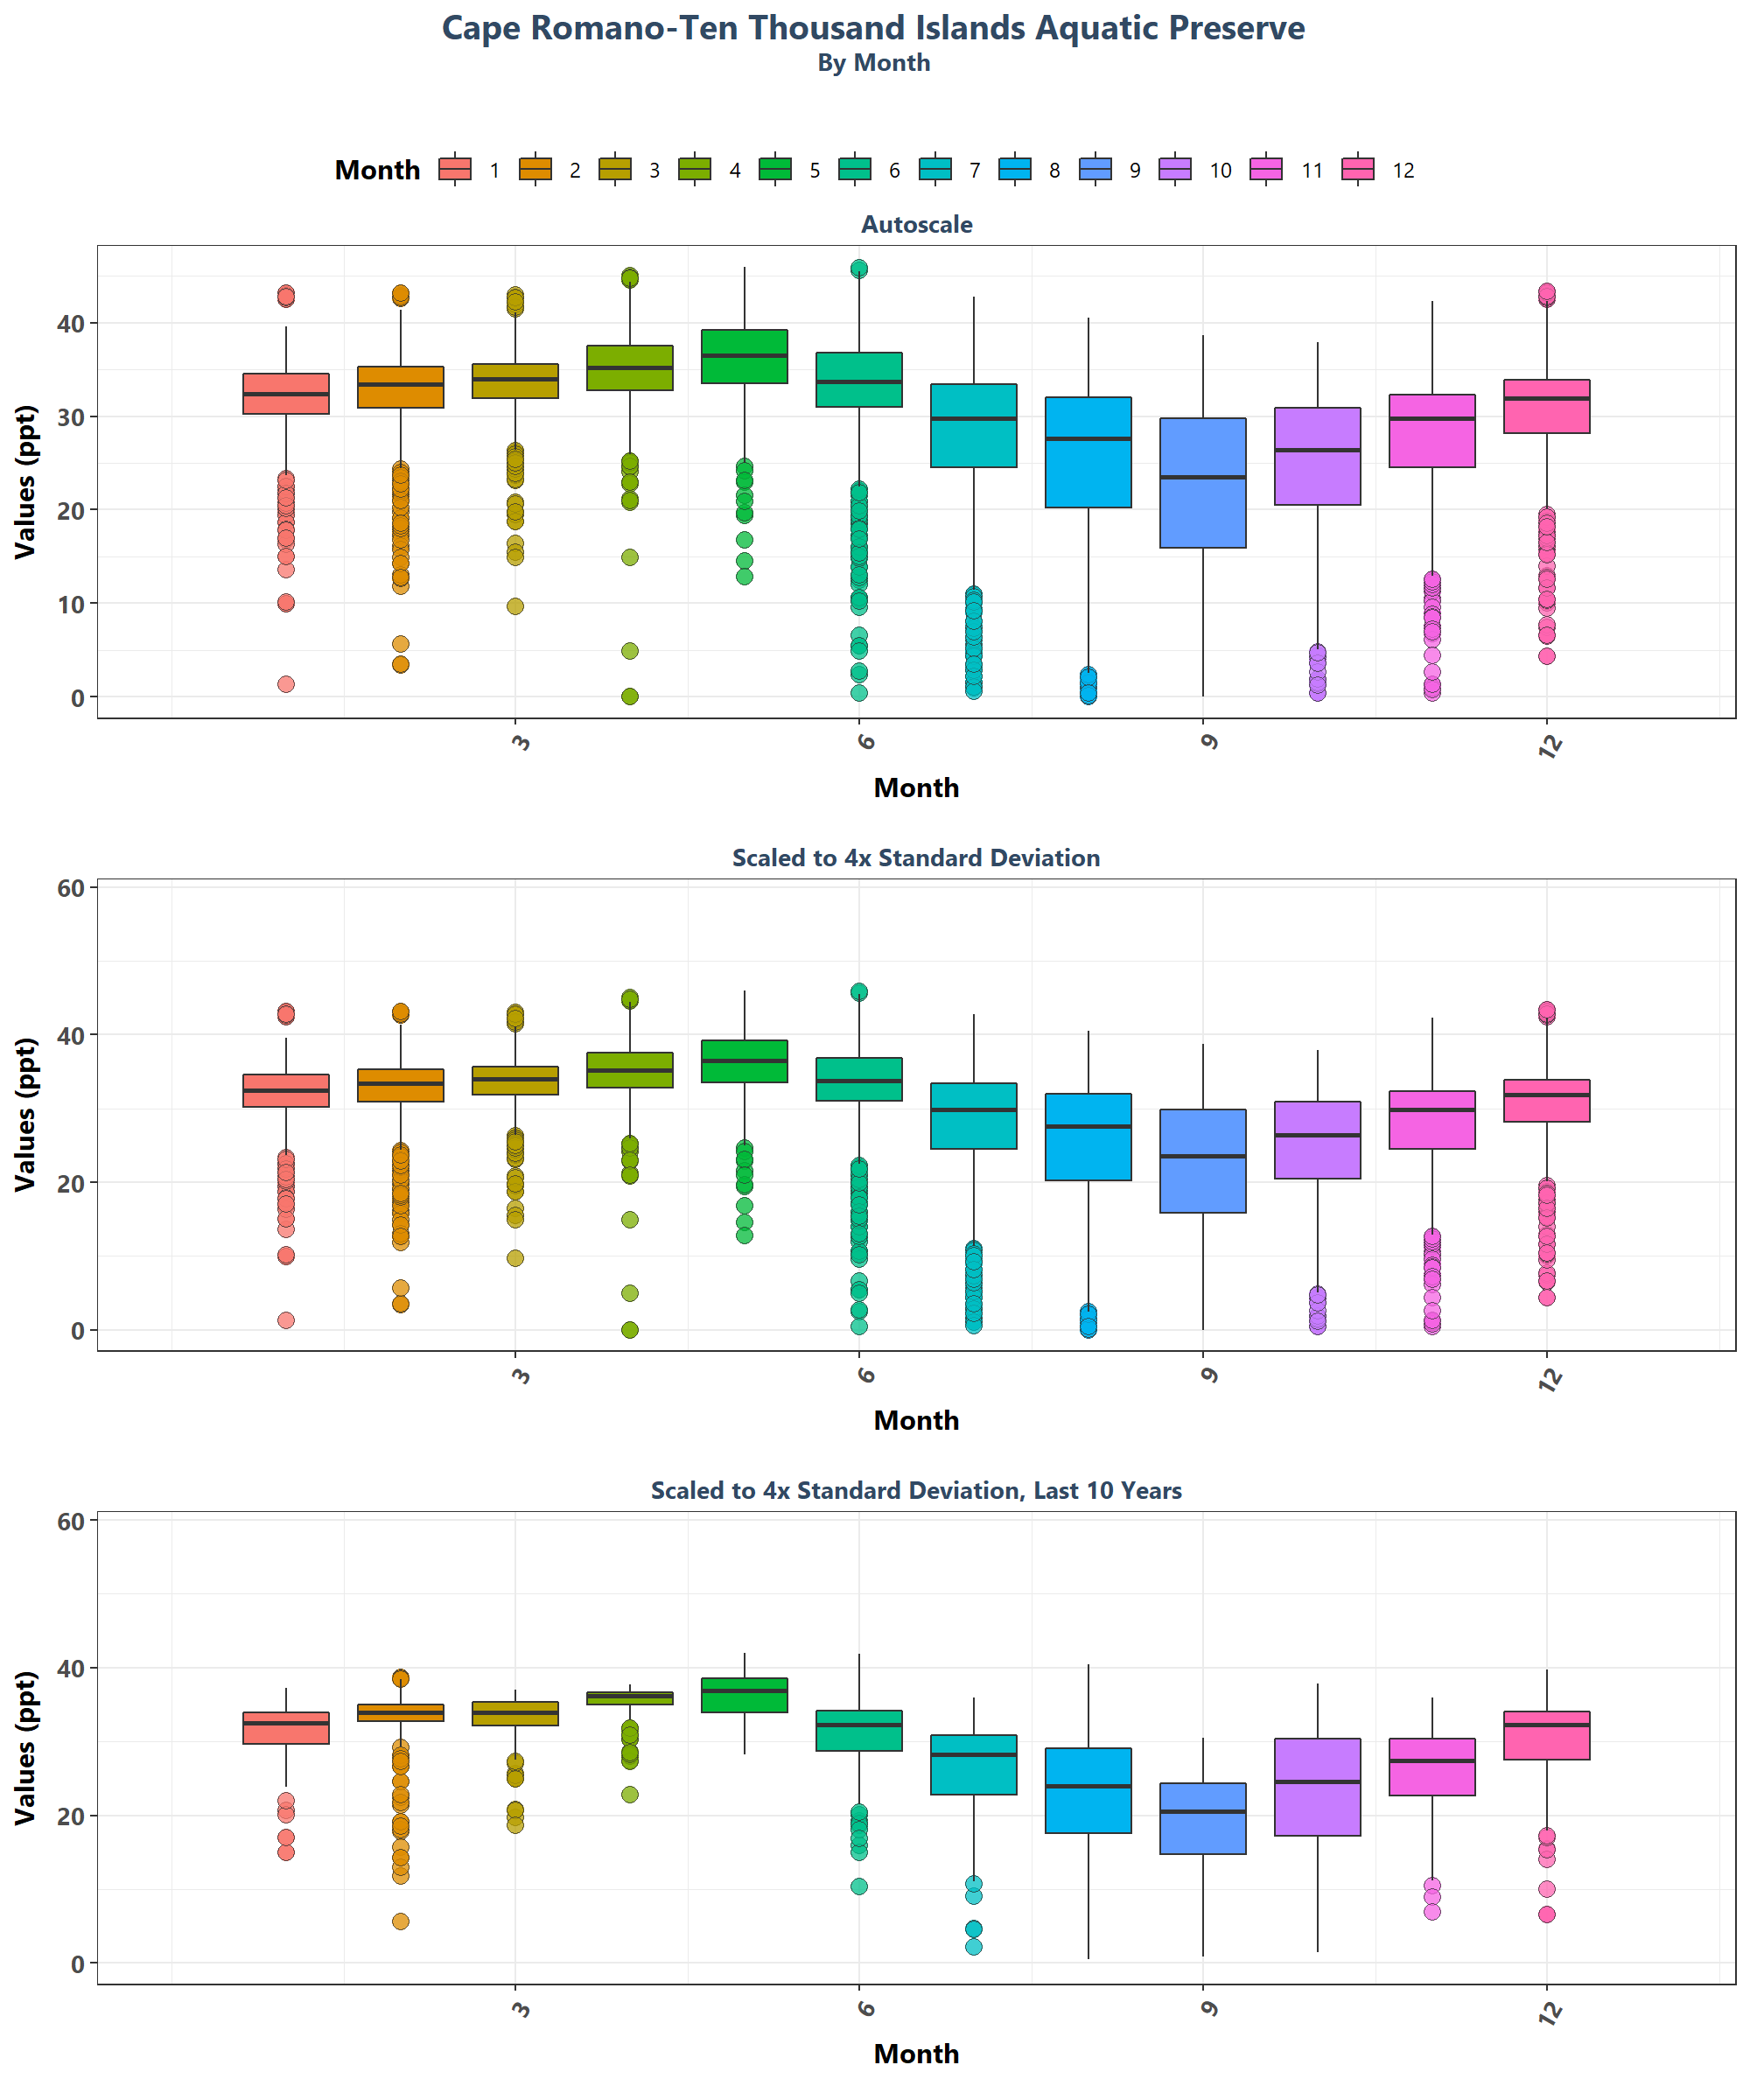 Cape Romano-Ten Thousand Islands Aquatic Preserve
By Month
Month 1 2 3 4 5 6 7 8 9 10 11 12
Autoscale
Values (ppt)
40
30
20
10
0
3 6 9 12
Month
Scaled to 4x Standard Deviation
Values (ppt)
60
40
20
0
3 6 9 12
Month
Scaled to 4x Standard Deviation, Last 10 Years
Values (ppt)
60
40
20
0
3 6 9 12
Month